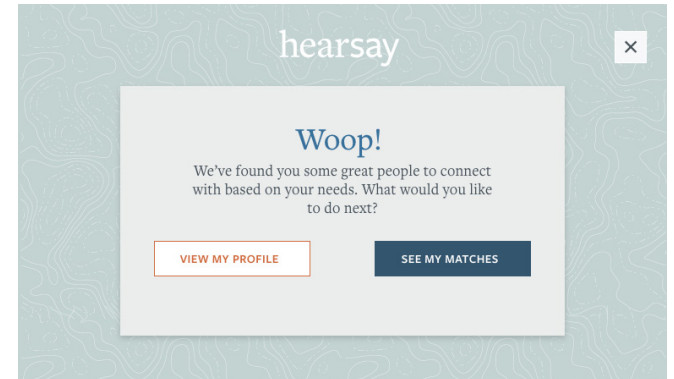 hearsay
Woop!
We’ve found you some great people to connect
with based on your needs. What would you like
to do next?
VIEW MY PROFILE
SEE MY MATCHES